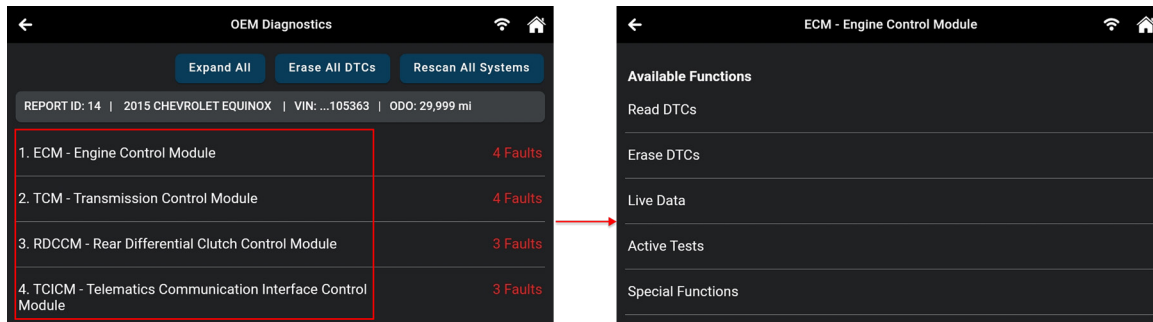 OEM Diagnostics
Expand All Erase All DTCs Rescan All Systems
REPORT ID: 14 | 2015 CHEVROLET EQUINOX | VIN: ...105363 | ODO: 29,999 mi
1. ECM - Engine Control Module 4 Faults
2. TCM - Transmission Control Module 4 Faults
3. RDCCM - Rear Differential Clutch Control Module 3 Faults
4. TCICM - Telematics Communication Interface Control 3 Faults
Module
ECM - Engine Control Module
Available Functions
Read DTCs
Erase DTCs
Live Data
Active Tests
Special Functions